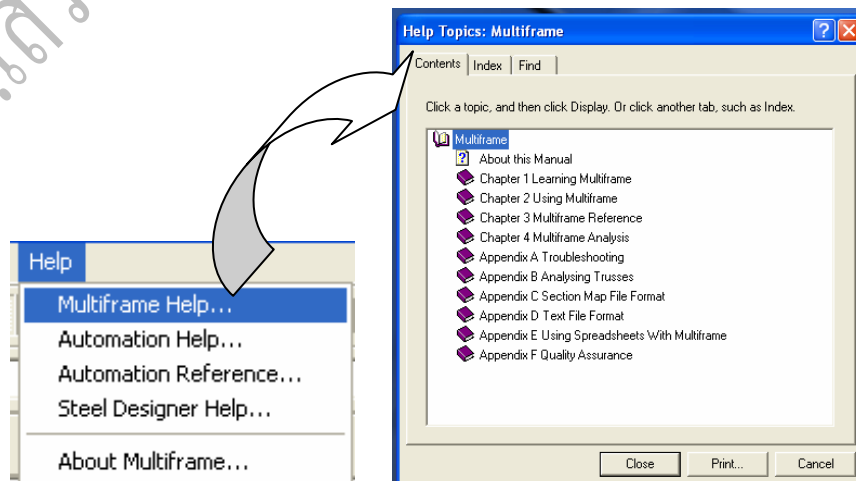 Help Topics: Multiframe
Contents Index Find
Click a topic, and then click Display. Or click another tab, such as Index.
Multiframe
About this Manual
Chapter 1 Learning Multiframe
Chapter 2 Using Multiframe
Chapter 3 Multiframe Reference
Chapter 4 Multiframe Analysis
Appendix A Troubleshooting
Appendix B Analysing Trusses
Appendix C Section Map File Format
Appendix D Text File Format
Appendix E Using Spreadsheets With Multiframe
Appendix F Quality Assurance
Close Print... Cancel
Help
Multiframe Help...
Automation Help...
Automation Reference...
Steel Designer Help...
About Multiframe...